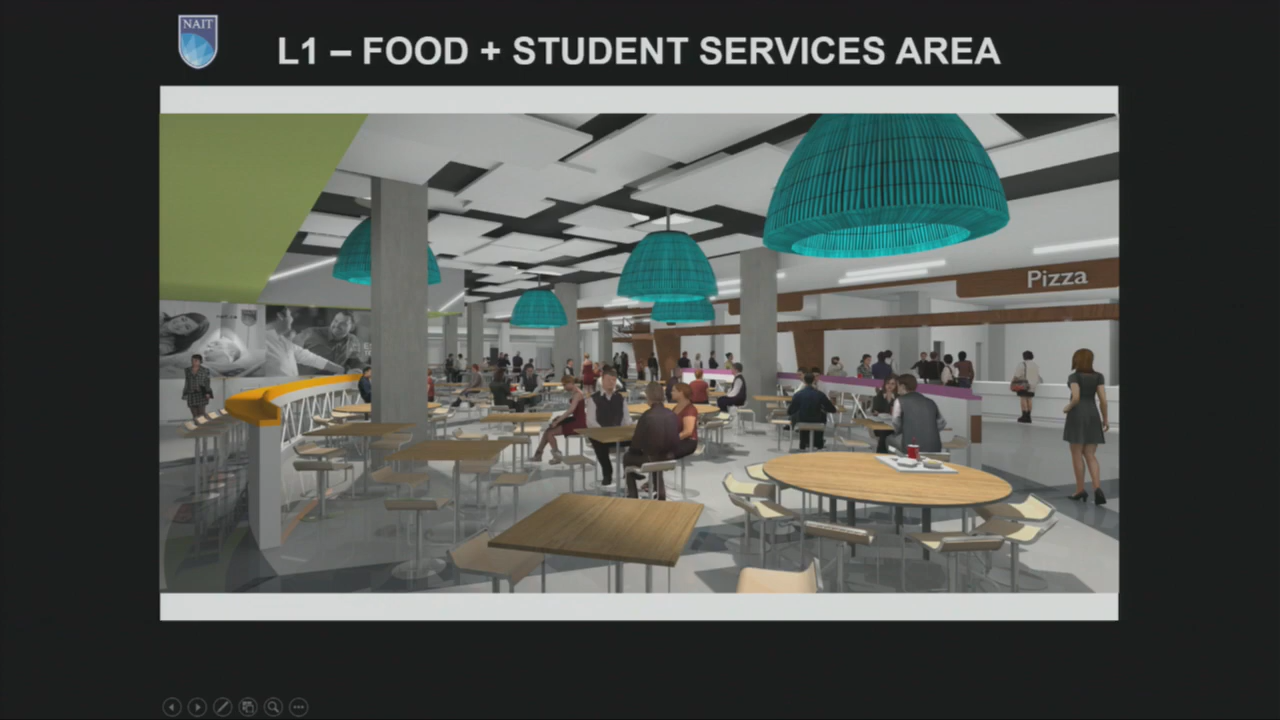 NAIT
L1 – FOOD + STUDENT SERVICES AREA
Pizza